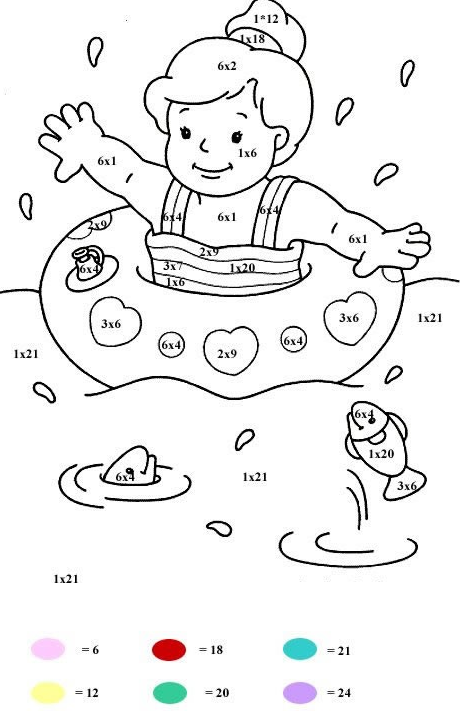 1*12
1x18
6x2
6x1
1x6
6x4
6x1
6x4
2x9
6x1
2x9
6x4
3x7
1x20
1x6
3x6
3x6
1x21
6x4
6x4
2x9
1x21
6x4
1x20
6x4
1x21
3x6
1x21
= 6
= 18
= 21
= 12
= 20
= 24